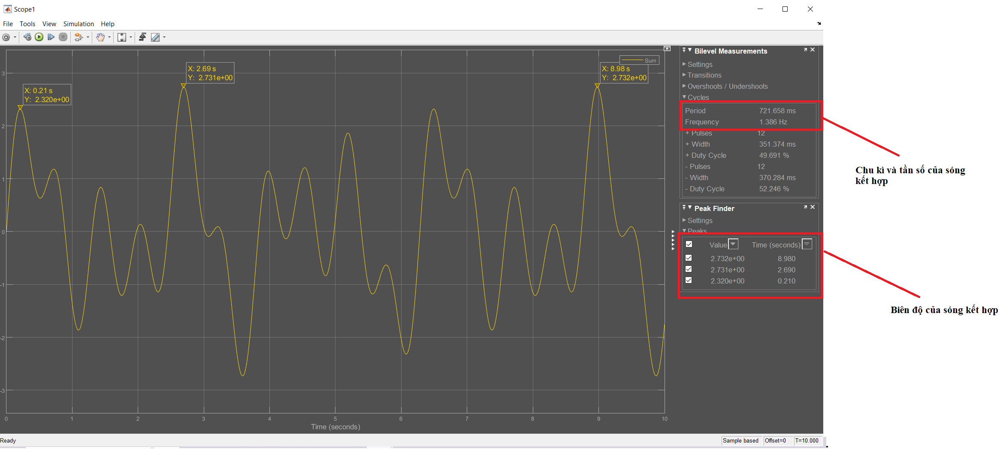 Scope1
File Tools View Simulation Help
Sum
X: 0.21 s
Y: 2.320e+00
X: 2.69 s
Y: 2.731e+00
X: 8.98 s
Y: 2.732e+00
3
2
1
0
-1
-2
-3
0 1 2 3 4 5 6 7 8 9 10
Time (seconds)
Bilevel Measurements
Settings
Transitions
Overshoots / Undershoots
Cycles
Period 721.658 ms
Frequency 1.386 Hz
+ Pulses 12
+ Width 351.374 ms
+ Duty Cycle 49.691 %
- Pulses 12
- Width 370.284 ms
- Duty Cycle 52.246 %
Peak Finder
Settings
Peaks
Value Time (seconds)
2.732e+00 8.980
2.731e+00 2.690
2.320e+00 0.210
Chu kì và tần số của sóng
kết hợp
Biên độ của sóng kết hợp
Ready
Sample based Offset=0 T=10.000